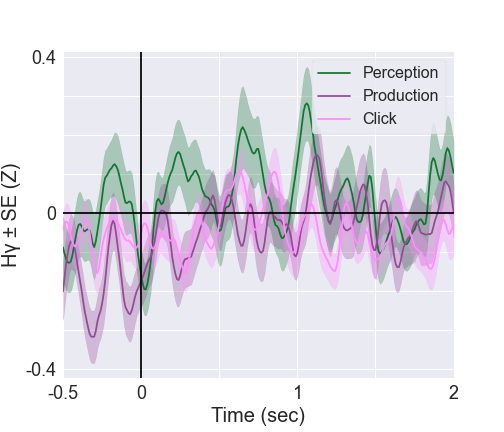 0.4
Perception
Production
Click
Hγ ± SE (Z)
0
-0.4
-0.5 0 1 2
Time (sec)